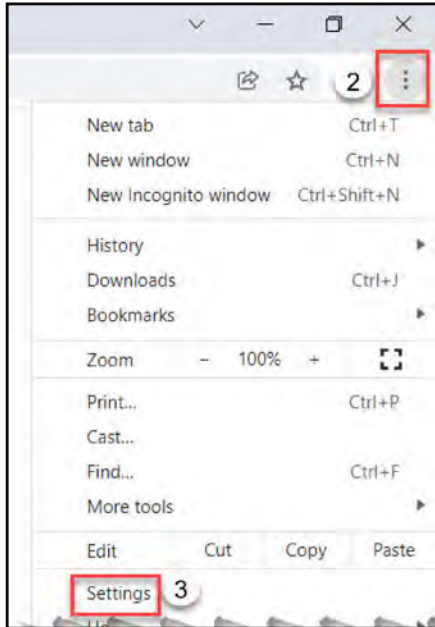 2
New tab Ctrl+T
New window Ctrl+N
New Incognito window Ctrl+Shift+N
History
Downloads Ctrl+J
Bookmarks
Zoom - 100% +
Print... Ctrl+P
Cast...
Find... Ctrl+F
More tools
Edit Cut Copy Paste
Settings 3